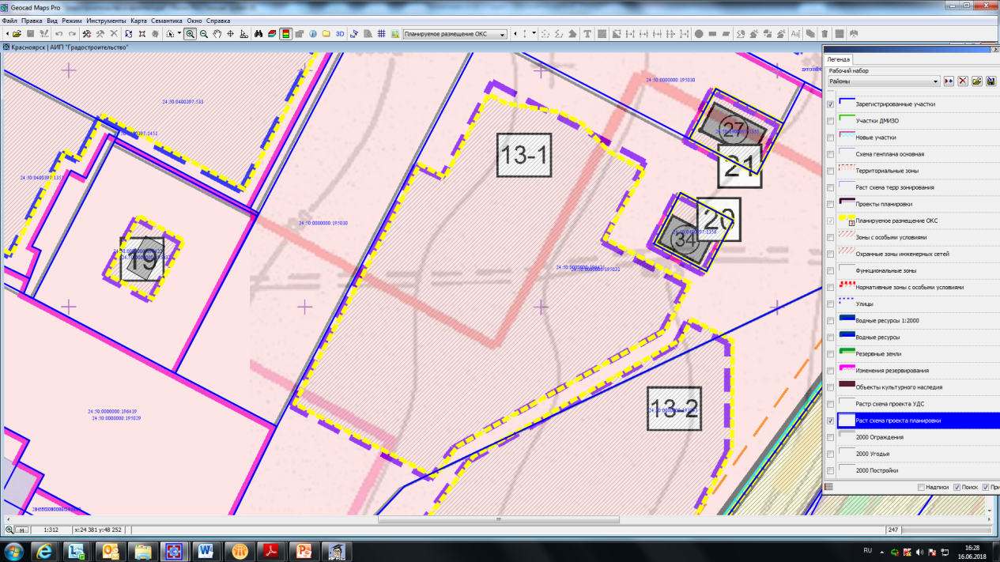 Geocad Maps Pro
Файл Правка Вид Режим Инструменты Карта Семантика Окно Справка
3D
Планируемое размещение ОКС
Красноярск | АИП "Градостроительство"
Легенда
Рабочий набор
Районы
Зарегистрированные участки
Участки ДМИЗО
Новые участки
Схема генплана основная
Территориальные зоны
Раст схема терр зонирования
Проекты планировки
Планируемое размещение ОКС
Зоны с особыми условиями
Охранные зоны инженерных сетей
Функциональные зоны
Нормативные зоны с особыми условиями
Улицы
Водные ресурсы 1:2000
Водные ресурсы
Резервные земли
Изменения резервирования
Объекты культурного наследия
Растр схема проекта УДС
Раст схема проекта планировки
2000 Ограждения
2000 Угодья
2000 Постройки
Надписи
Поиск
При
24:50:0400397:533
24:50:0000000:195030
13-1
27
21
20
34
19
24:50:0000000:195030
24:50:0000000:195031
13-2
24:50:0000000:196419
24:50:0000000:195029
1:312
x:24 381 y:48 252
247
RU
16:28
16.06.2018